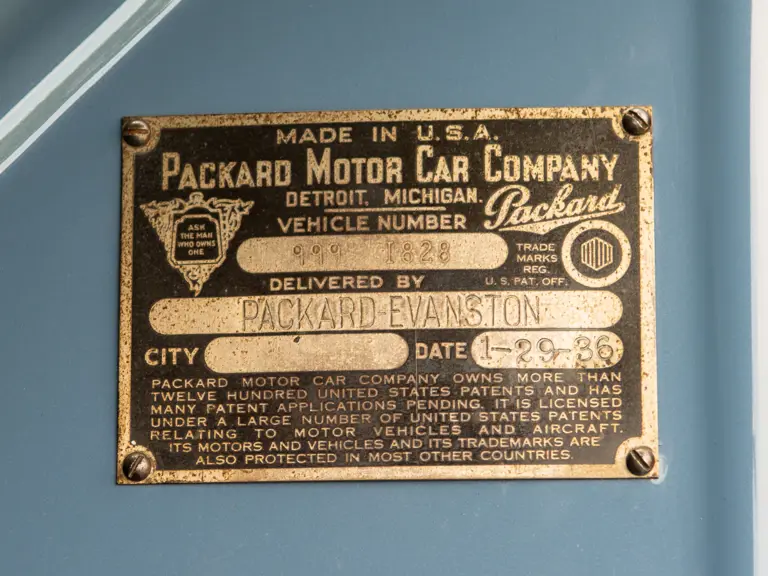 MADE IN U.S.A.
PACKARD MOTOR CAR COMPANY
DETROIT, MICHIGAN.
Packard
VEHICLE NUMBER
ASK
THE MAN
WHO OWNS
ONE
999 1828
TRADE
MARKS
REG.
U.S. PAT. OFF.
DELIVERED BY
PACKARD-EVANSTON
CITY DATE 1-29-36
PACKARD MOTOR CAR COMPANY OWNS MORE THAN
TWELVE HUNDRED UNITED STATES PATENTS AND HAS
MANY PATENT APPLICATIONS PENDING. IT IS LICENSED
UNDER A LARGE NUMBER OF UNITED STATES PATENTS
RELATING TO MOTOR VEHICLES AND AIRCRAFT.
ITS MOTORS AND VEHICLES AND ITS TRADEMARKS ARE
ALSO PROTECTED IN MOST OTHER COUNTRIES.